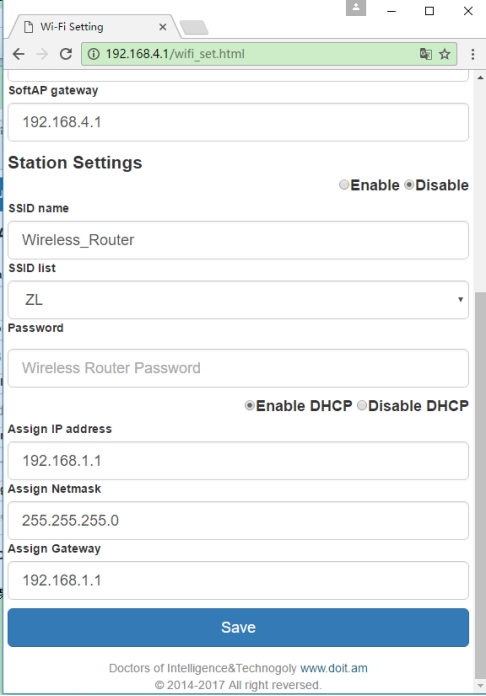 Wi-Fi Setting
192.168.4.1/wifi_set.html
SoftAP gateway
192.168.4.1
Station Settings
Enable Disable
SSID name
Wireless_Router
SSID list
ZL
Password
Wireless Router Password
Enable DHCP Disable DHCP
Assign IP address
192.168.1.1
Assign Netmask
255.255.255.0
Assign Gateway
192.168.1.1
Save
Doctors of Intelligence&Technogoly www.doit.am
© 2014-2017 All right reversed.